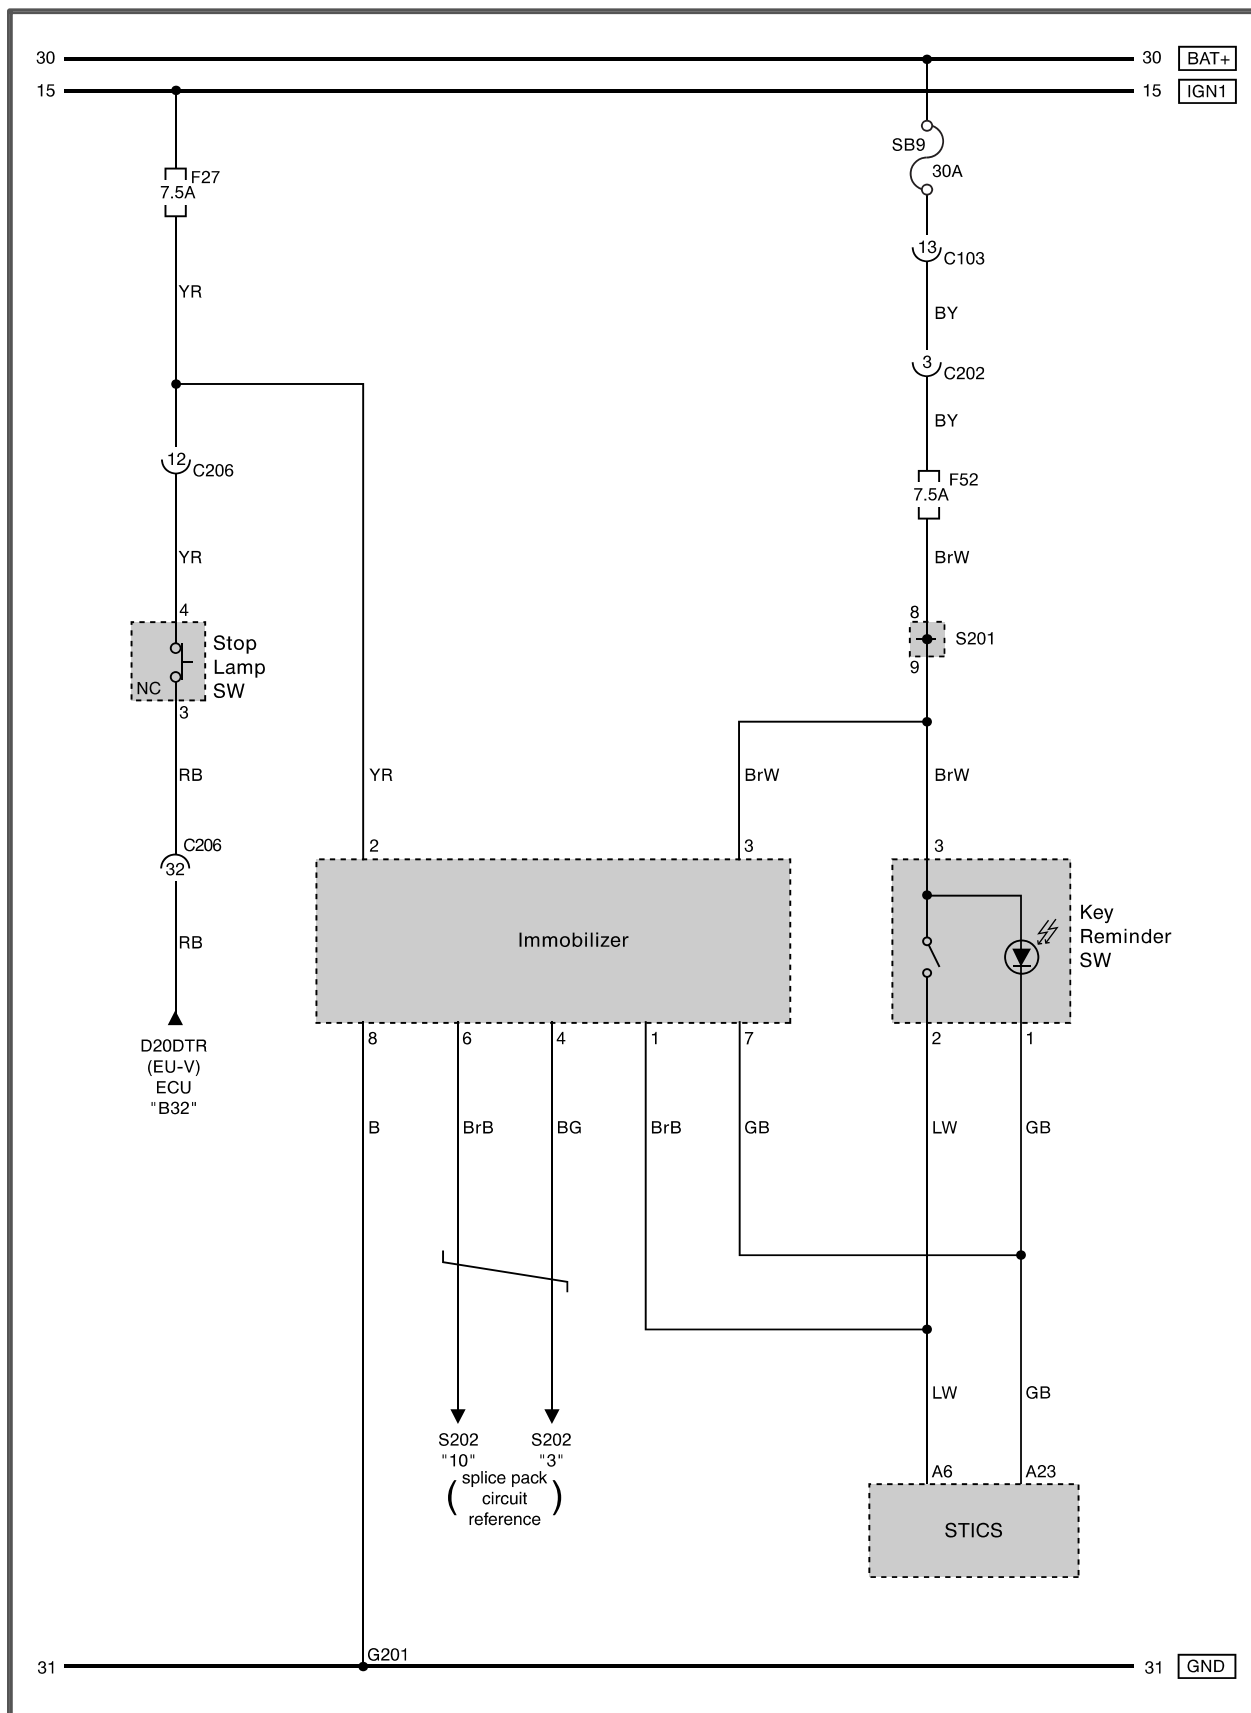 30
30
BAT+
15
15
IGN1
SB9
30A
F27
7.5A
13
C103
YR
BY
3
C202
BY
12
C206
F52
7.5A
YR
BrW
4
8
S201
9
Stop
Lamp
SW
NC
3
RB
YR
BrW
BrW
C206
32
2
3
3
Immobilizer
Key
Reminder
SW
RB
D20DTR
(EU-V)
ECU
"B32"
8
6
4
1
7
2
1
B
BrB
BG
BrB
GB
LW
GB
LW
GB
S202
"10"
S202
"3"
(splice pack
circuit
reference)
A6
A23
STICS
G201
31
31
GND